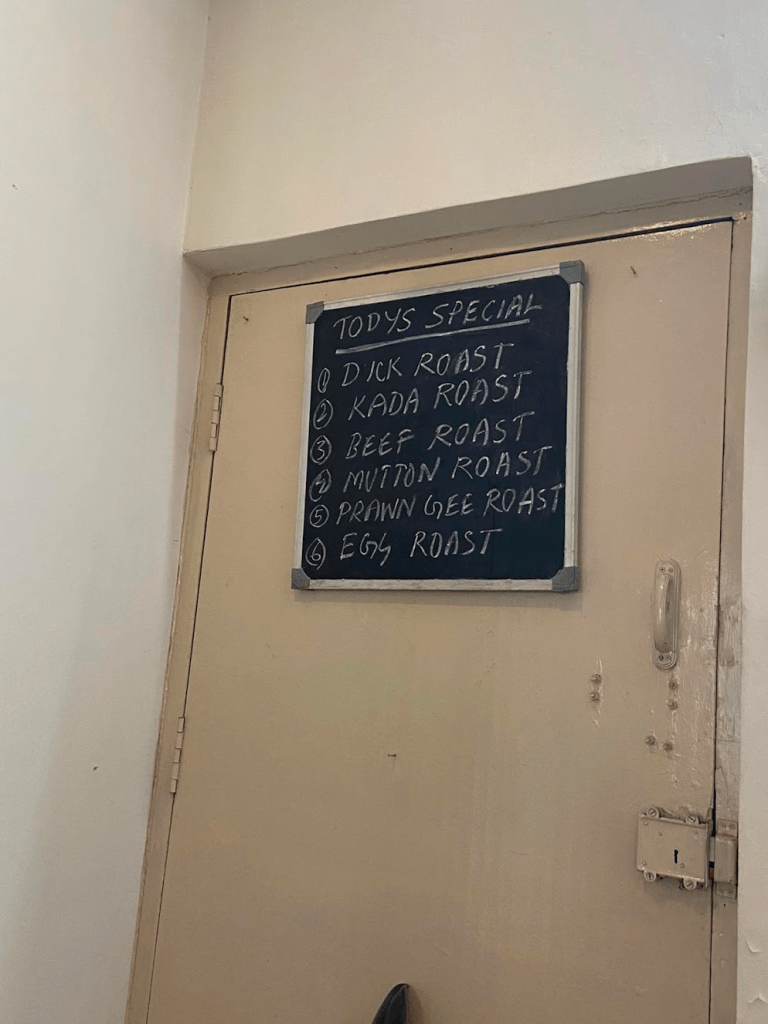 TODYS SPECIAL
① DICK ROAST
② KADA ROAST
③ BEEF ROAST
④ MUTTON ROAST
⑤ PRAWN GEE ROAST
⑥ EGG ROAST